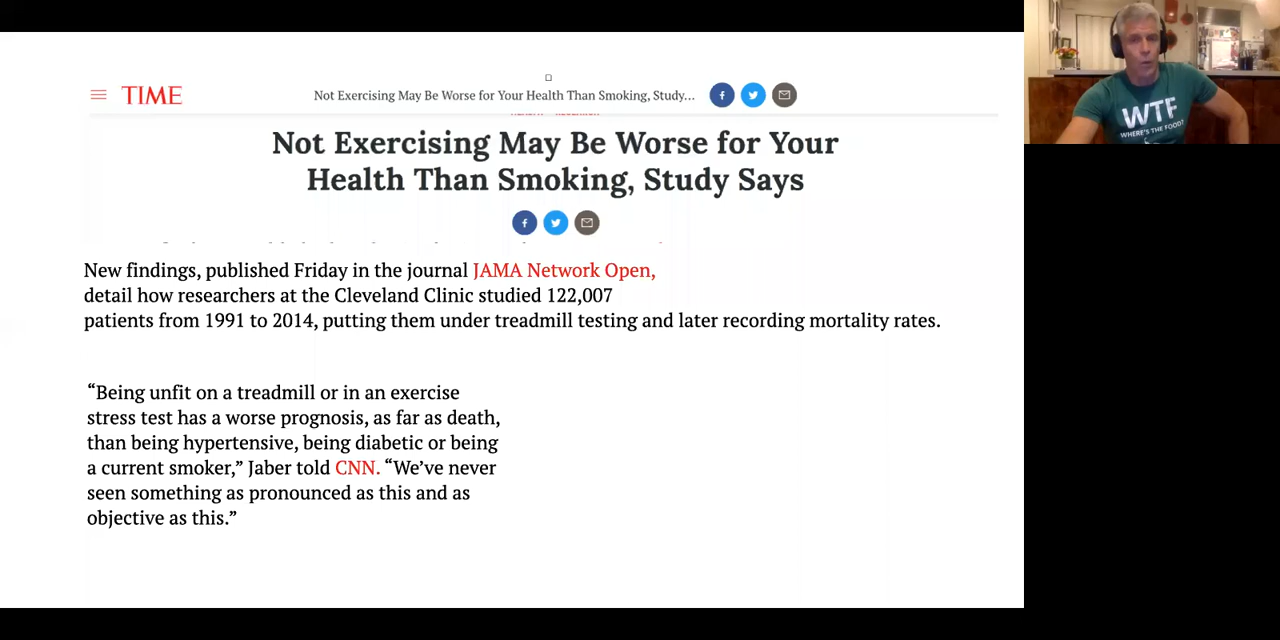 TIME
Not Exercising May Be Worse for Your Health Than Smoking, Study...
Not Exercising May Be Worse for Your
Health Than Smoking, Study Says
New findings, published Friday in the journal JAMA Network Open,
detail how researchers at the Cleveland Clinic studied 122,007
patients from 1991 to 2014, putting them under treadmill testing and later recording mortality rates.
“Being unfit on a treadmill or in an exercise
stress test has a worse prognosis, as far as death,
than being hypertensive, being diabetic or being
a current smoker,” Jaber told CNN. “We’ve never
seen something as pronounced as this and as
objective as this.”
WTF
WHERE'S THE FOOD?